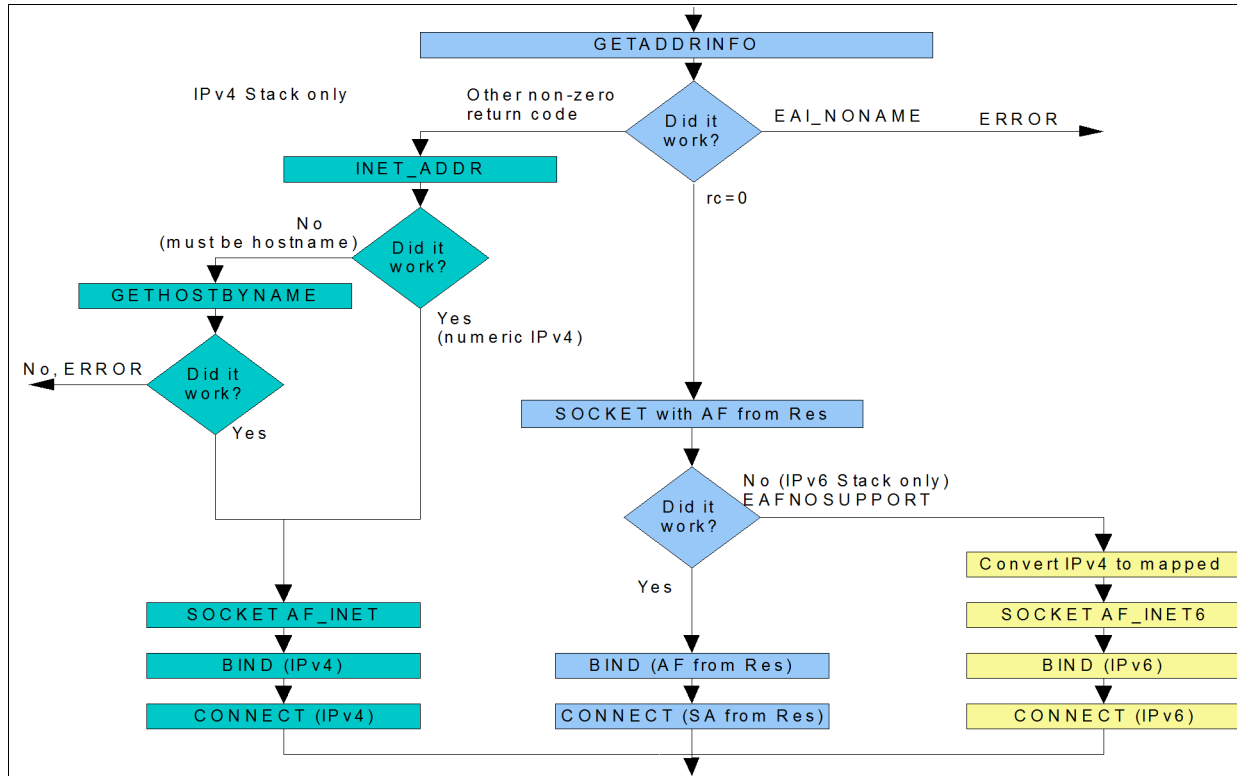 GETADDRINFO
IPv4 Stack only
Other non-zero
return code
Did it
work?
EAI_NONAME
ERROR
INET_ADDR
rc=0
No
(must be hostname)
Did it
work?
GETHOSTBYNAME
Yes
(numeric IPv4)
No, ERROR
Did it
work?
Yes
SOCKET with AF from Res
No (IPv6 Stack only)
EAFNOSUPPORT
Did it
work?
Yes
Convert IPv4 to mapped
SOCKET AF_INET
SOCKET AF_INET6
BIND (IPv4)
BIND (AF from Res)
BIND (IPv6)
CONNECT (IPv4)
CONNECT (SA from Res)
CONNECT (IPv6)